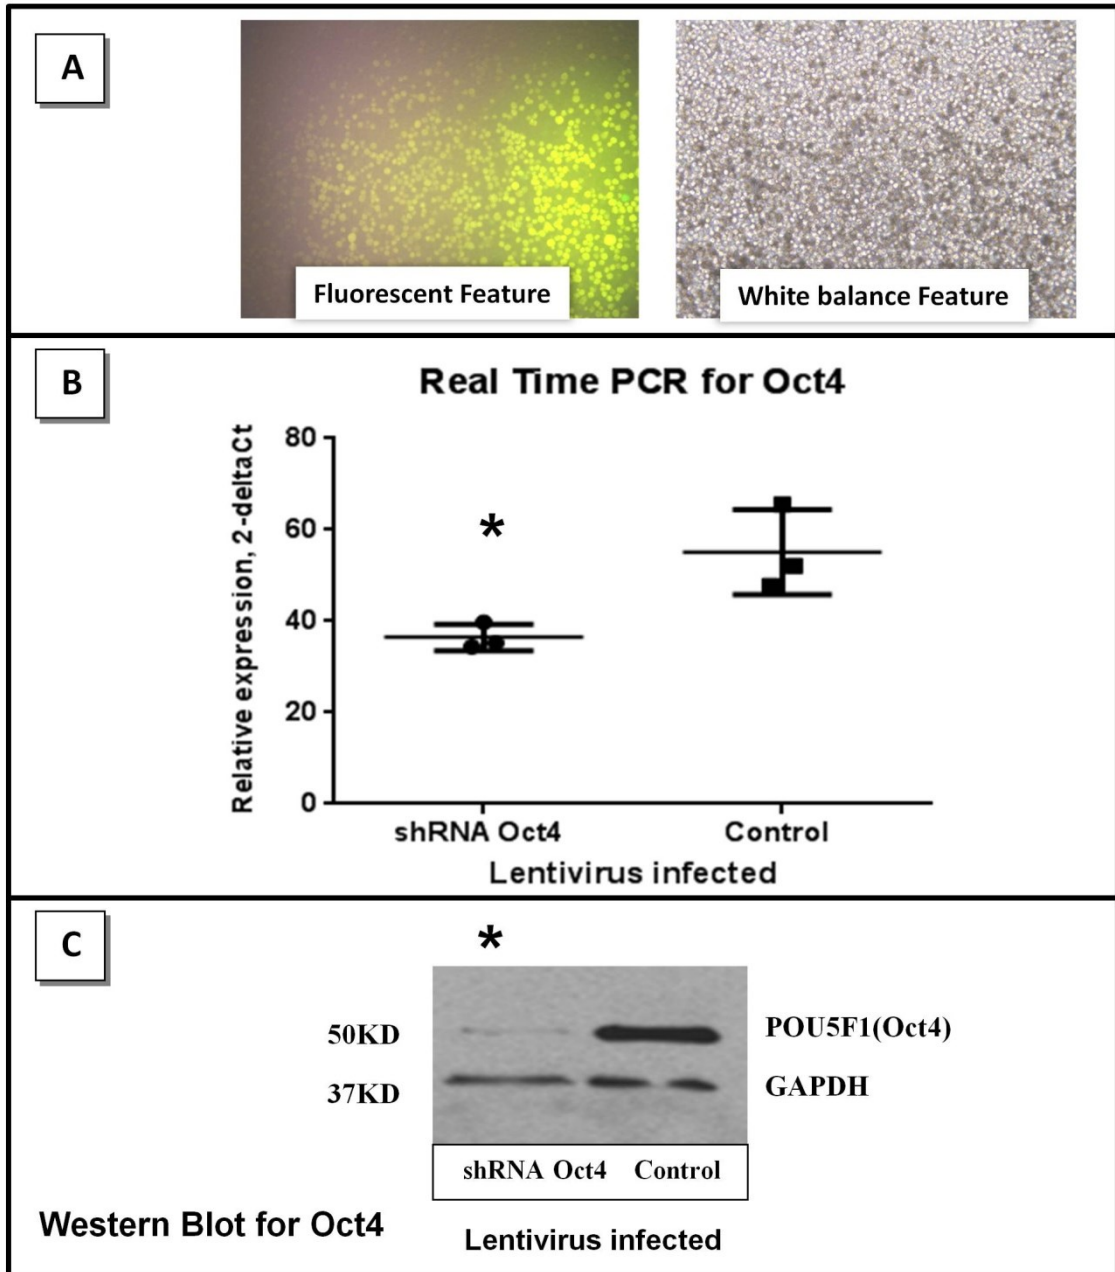 A
Fluorescent Feature
White balance Feature
B
Real Time PCR for Oct4
Relative expression, 2-deltaCt
80
60
40
20
0
*
shRNA Oct4
Control
Lentivirus infected
C
*
50KD
POU5F1(Oct4)
37KD
GAPDH
shRNA Oct4 Control
Western Blot for Oct4
Lentivirus infected